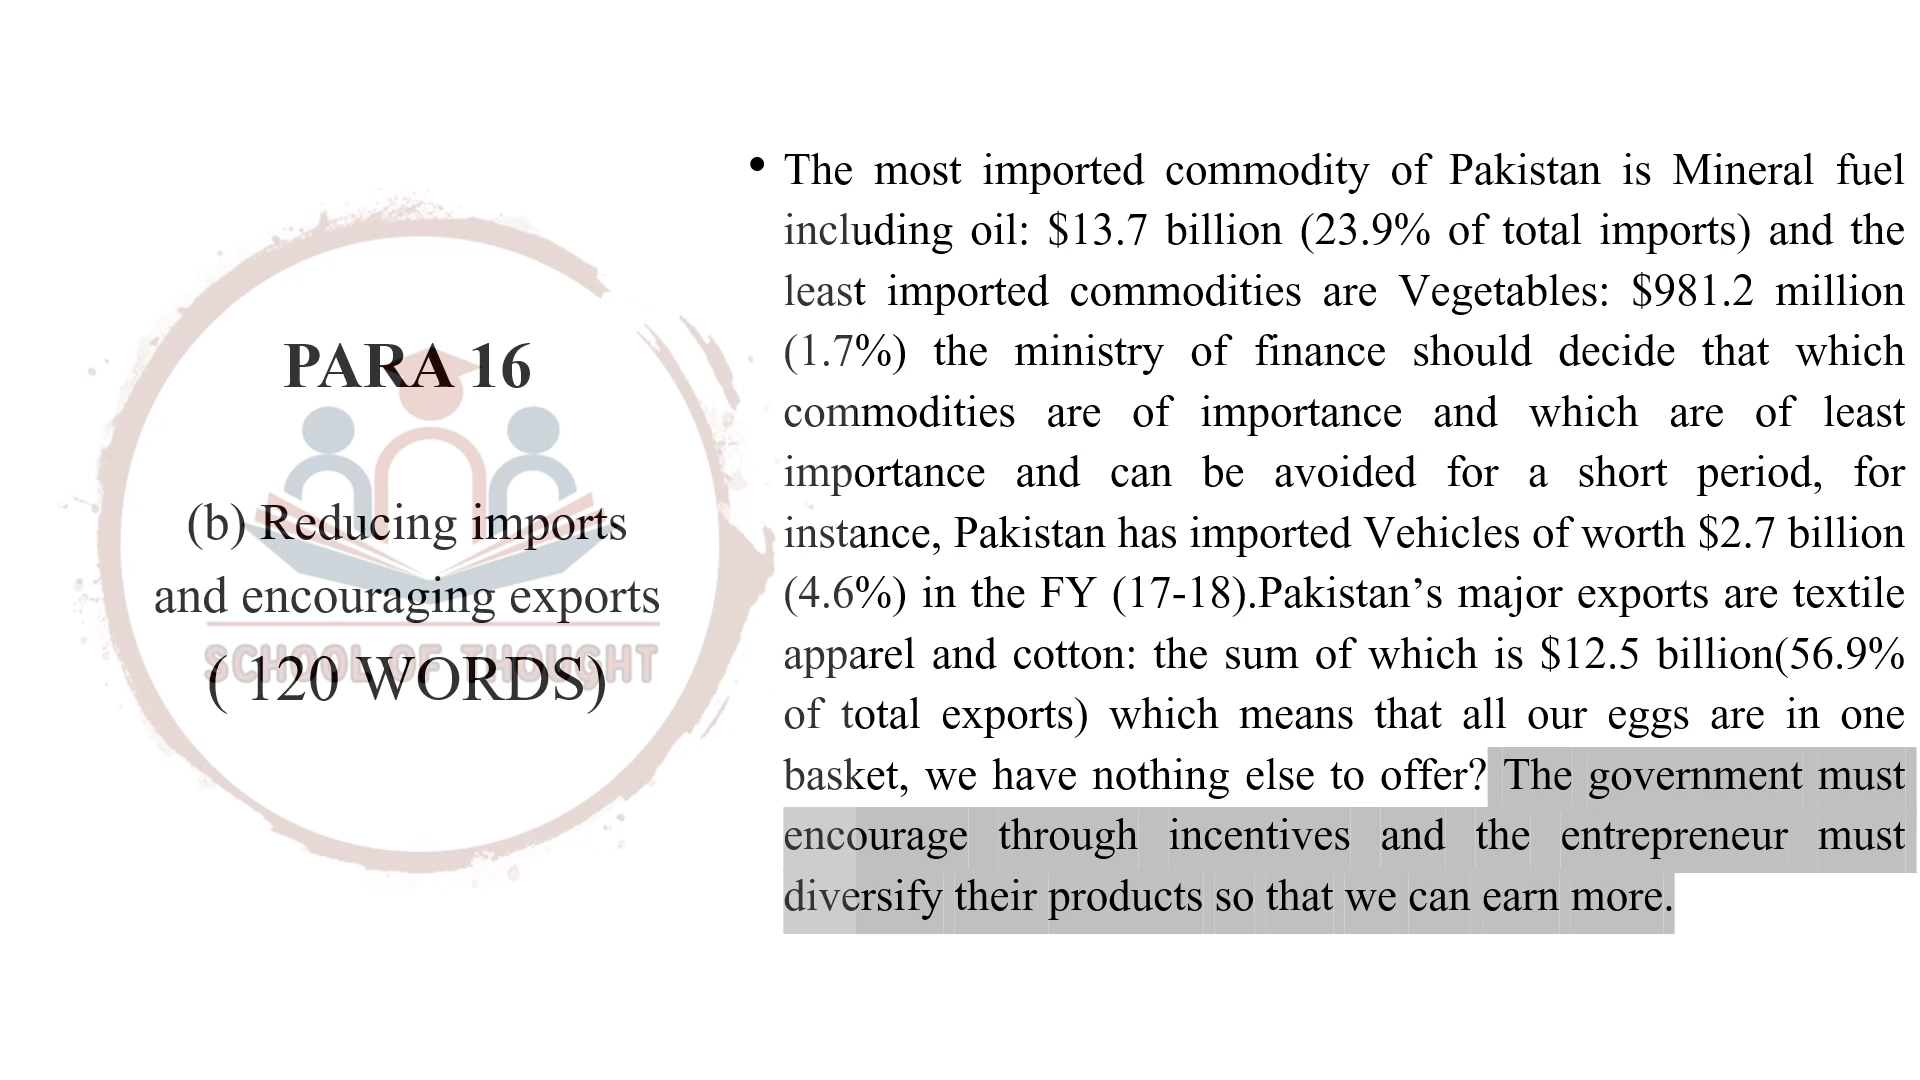 PARA 16
(b) Reducing imports
and encouraging exports
SCHOOL OF THOUGHT
( 120 WORDS)
• The most imported commodity of Pakistan is Mineral fuel
including oil: $13.7 billion (23.9% of total imports) and the
least imported commodities are Vegetables: $981.2 million
(1.7%) the ministry of finance should decide that which
commodities are of importance and which are of least
importance and can be avoided for a short period, for
instance, Pakistan has imported Vehicles of worth $2.7 billion
(4.6%) in the FY (17-18).Pakistan’s major exports are textile
apparel and cotton: the sum of which is $12.5 billion(56.9%
of total exports) which means that all our eggs are in one
basket, we have nothing else to offer? The government must
encourage through incentives and the entrepreneur must
diversify their products so that we can earn more.